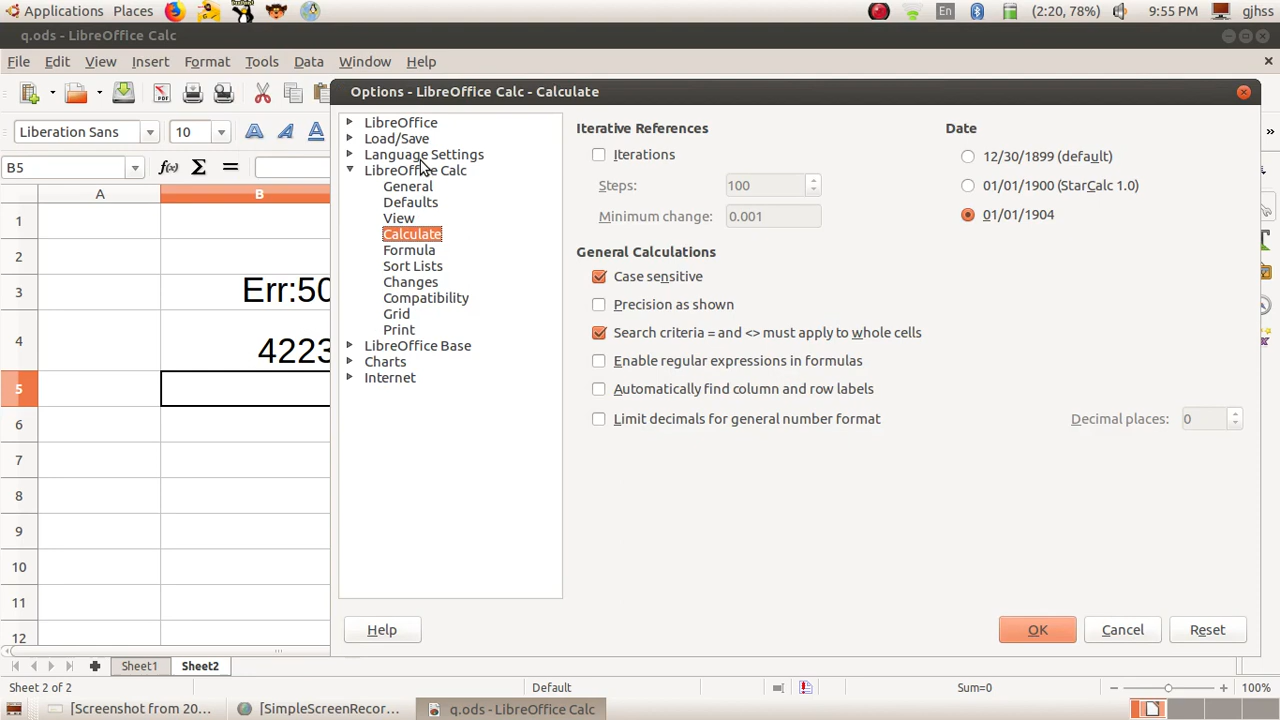 Applications Places En (2:20, 78%) 9:55 PM gjhss
q.ods - LibreOffice Calc
File Edit View Insert Format Tools Data Window Help
Options - LibreOffice Calc - Calculate
Liberation Sans 10
B5
A B
1
2
3 Err:50
4 4223
5
6
7
8
9
10
11
12
LibreOffice
Load/Save
Language Settings
LibreOffice Calc
General
Defaults
View
Calculate
Formula
Sort Lists
Changes
Compatibility
Grid
Print
LibreOffice Base
Charts
Internet
Iterative References
Iterations
Steps: 100
Minimum change: 0.001
Date
12/30/1899 (default)
01/01/1900 (StarCalc 1.0)
01/01/1904
General Calculations
Case sensitive
Precision as shown
Search criteria = and <> must apply to whole cells
Enable regular expressions in formulas
Automatically find column and row labels
Limit decimals for general number format Decimal places: 0
Help OK Cancel Reset
Sheet1 Sheet2
Sheet 2 of 2 Default Sum=0 100%
[Screenshot from 20... [SimpleScreenRecor... q.ods - LibreOffice Calc